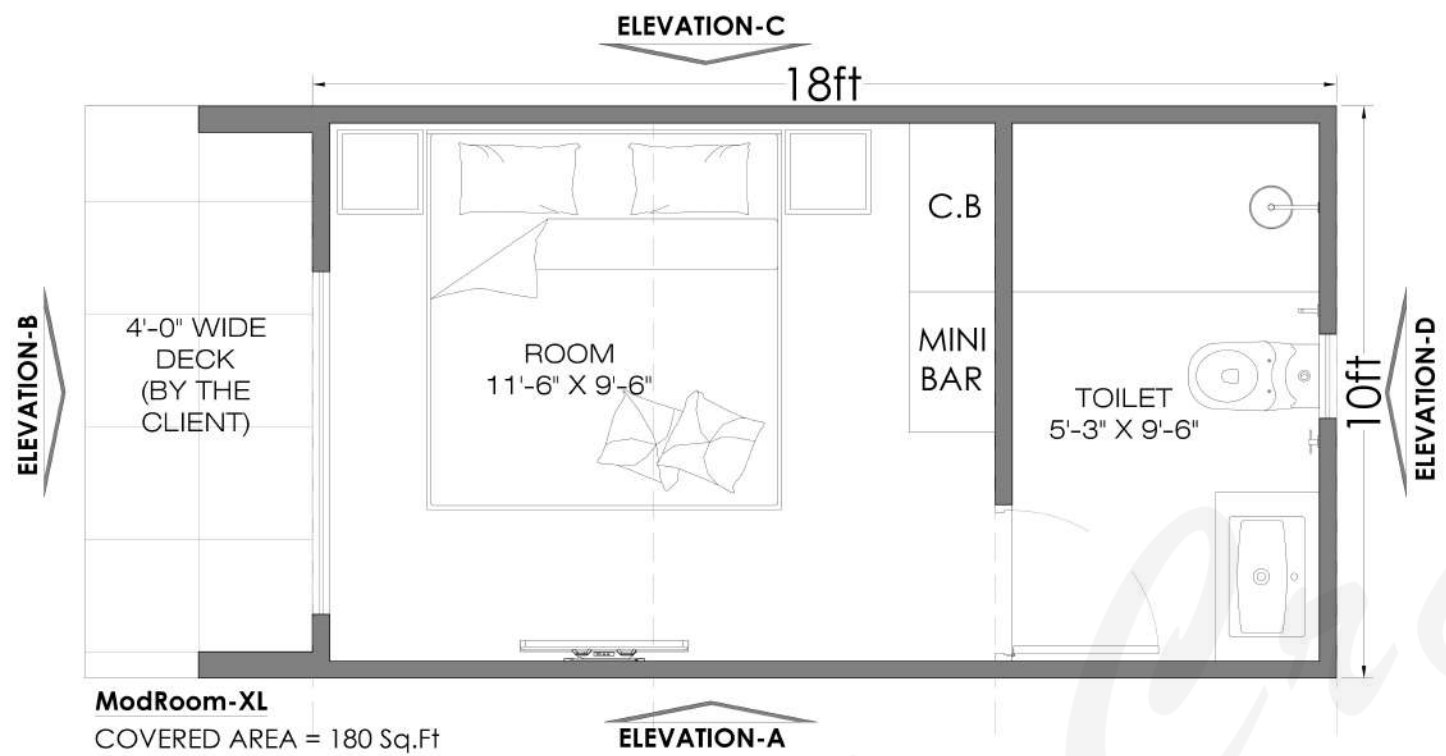 ELEVATION-C
18ft
C.B
ELEVATION-B
4'-0" WIDE
DECK
(BY THE
CLIENT)
ROOM
11'-6" X 9'-6"
MINI
BAR
TOILET
5'-3" X 9'-6"
10ft
ELEVATION-D
ModRoom-XL
COVERED AREA = 180 Sq.Ft
ELEVATION-A